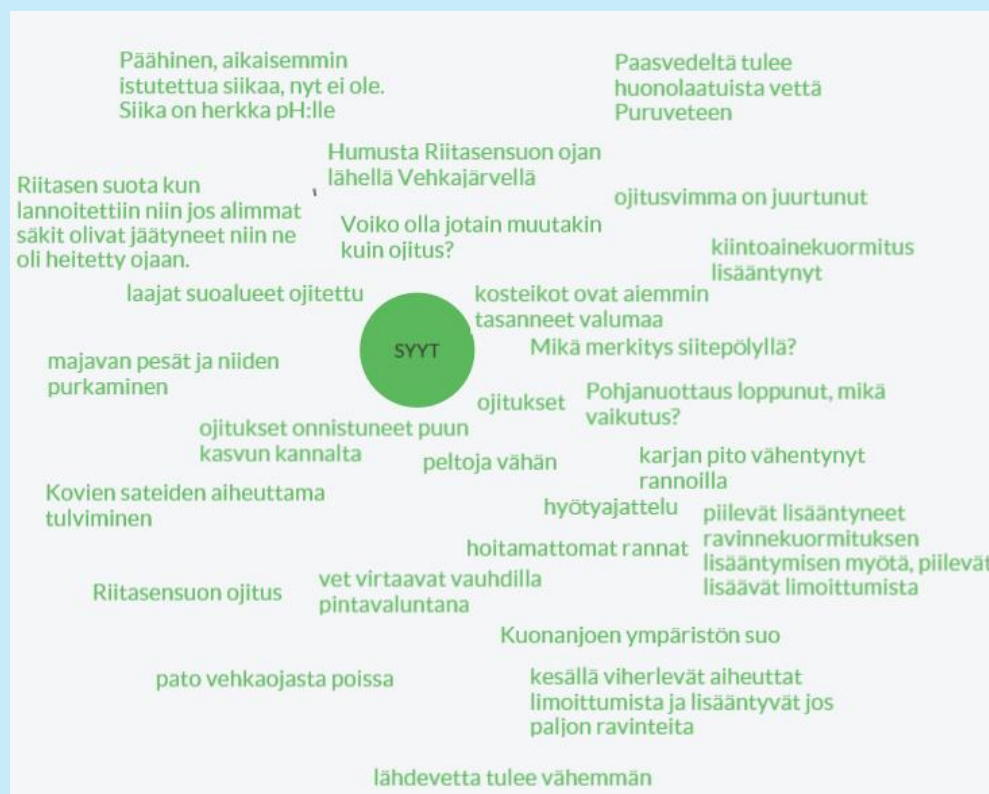 Päähinen, aikaisemmin
istutettua siikaa, nyt ei ole.
Siika on herkka pH:lle
Paasvedeltä tulee
huonolaatuista vettä
Puruveteen
Humusta Riitasensuon ojan
lähellä Vehkajärvellä
Riitasen suota kun
lannoitettiin niin jos alimmat
säkit olivat jäätyneet niin ne
oli heitetty ojaan.
ojitusvimma on juurtunut
Voiko olla jotain muutakin
kuin ojitus?
kiintoainekuormitus
lisääntynyt
laajat suoalueet ojitettu
kosteikot ovat aiemmin
tasanneet valumaa
SYYT
Mikä merkitys siitepölyllä?
majavan pesät ja niiden
purkaminen
ojitukset
Pohjanuottaus loppunut, mikä
vaikutus?
ojitukset onnistuneet puun
kasvun kannalta
peltoja vähän
karjan pito vähentynyt
rannoilla
Kovien sateiden aiheuttama
tulviminen
hyötyajattelu
piilevät lisääntyneet
ravinnekuormituksen
lisääntymisen myötä, piilevät
lisäävät limoittumista
hoitamattomat rannat
Riitasensuon ojitus
vet virtaavat vauhdilla
pintavaluntana
Kuonanjoen ympäristön suo
pato vehkaojasta poissa
kesällä viherlevät aiheuttat
limoittumista ja lisääntyvät jos
paljon ravinteita
lähdevetta tulee vähemmän